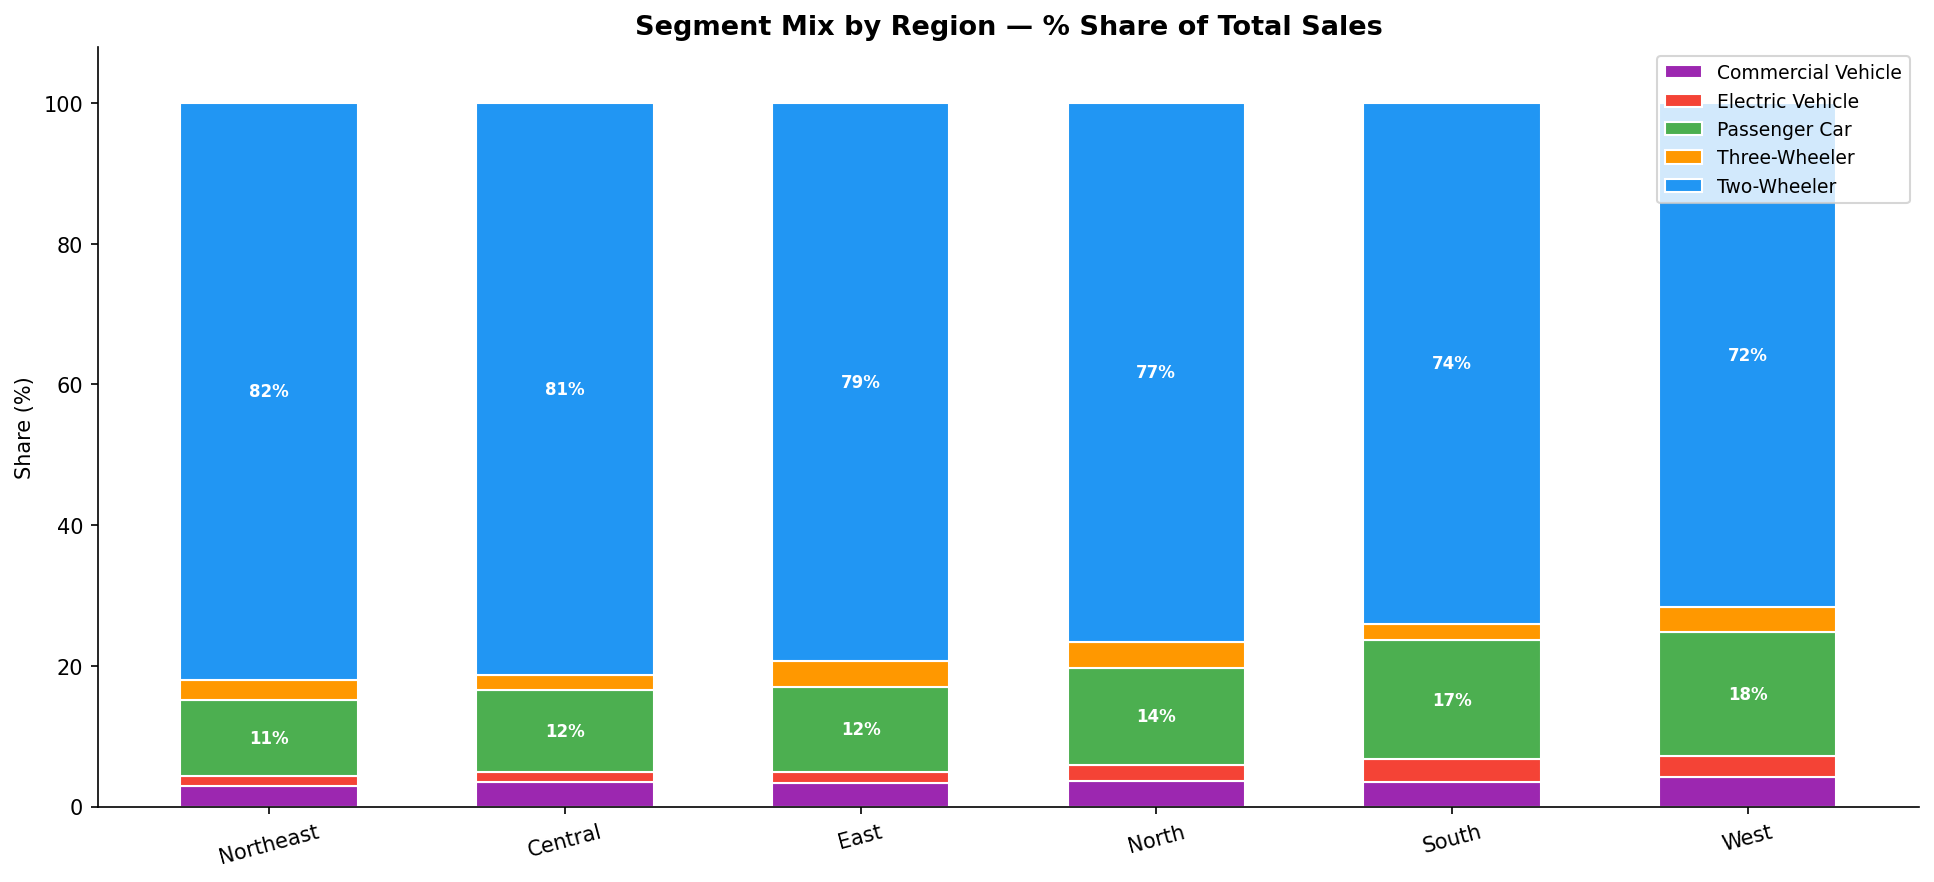 Segment Mix by Region — % Share of Total Sales
Commercial Vehicle
Electric Vehicle
Passenger Car
Three-Wheeler
Two-Wheeler
Share (%)
100
80
60
40
20
0
82%
81%
79%
77%
74%
72%
11%
12%
12%
14%
17%
18%
Northeast
Central
East
North
South
West